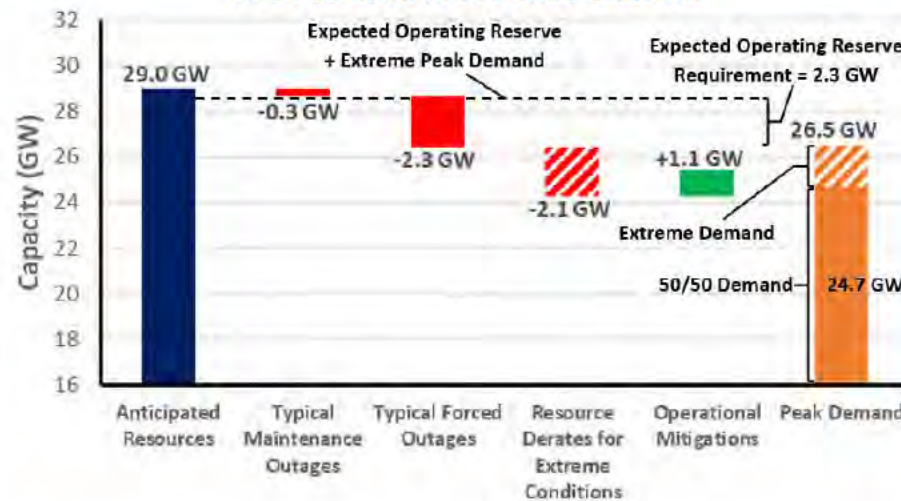 32
30
28
26
24
22
20
18
16
Capacity (GW)
Expected Operating Reserve
+ Extreme Peak Demand
Expected Operating Reserve
Requirement = 2.3 GW
29.0 GW
-0.3 GW
-2.3 GW
-2.1 GW
+1.1 GW
26.5 GW
Extreme Demand
50/50 Demand
24.7 GW
Anticipated
Resources
Typical
Maintenance
Outages
Typical Forced
Outages
Resource
Derates for
Extreme
Conditions
Operational
Mitigations
Peak Demand